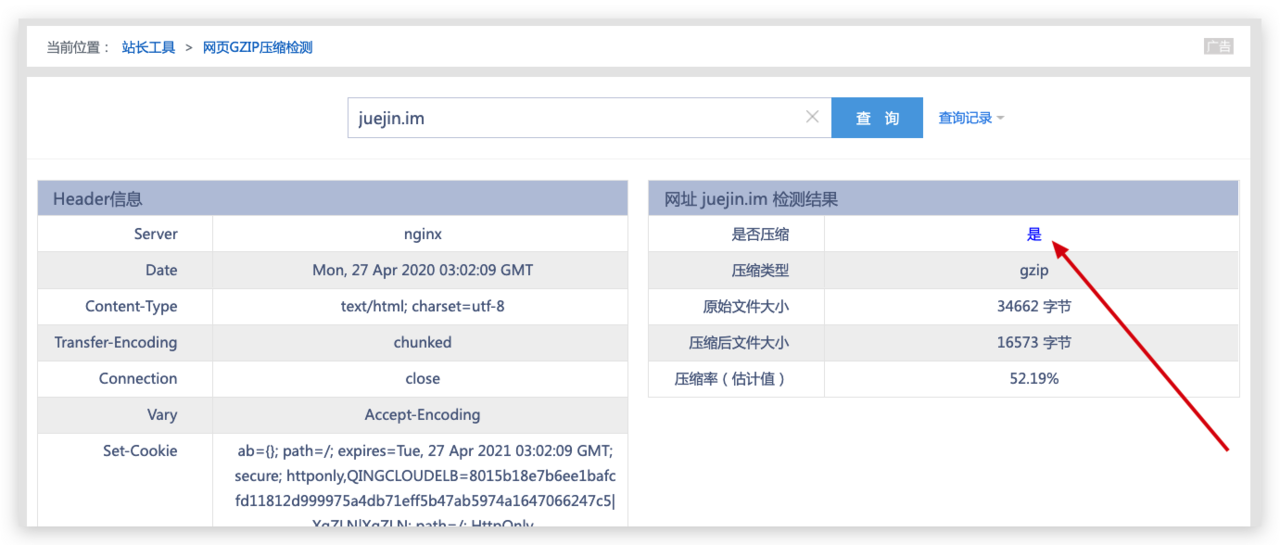 当前位置： 站长工具 > 网页GZIP压缩检测
广告
juejin.im
查 询
查询记录
Header信息
Server nginx
Date Mon, 27 Apr 2020 03:02:09 GMT
Content-Type text/html; charset=utf-8
Transfer-Encoding chunked
Connection close
Vary Accept-Encoding
Set-Cookie ab={}; path=/; expires=Tue, 27 Apr 2021 03:02:09 GMT;
secure; httponly,QINGCLOUDELB=8015b18e7b6ee1bafc
fd11812d999975a4db71eff5b47ab5974a1647066247c5|
XqZLN|XqZLN; path=/; HttpOnly
网址 juejin.im 检测结果
是否压缩 是
压缩类型 gzip
原始文件大小 34662 字节
压缩后文件大小 16573 字节
压缩率（估计值） 52.19%